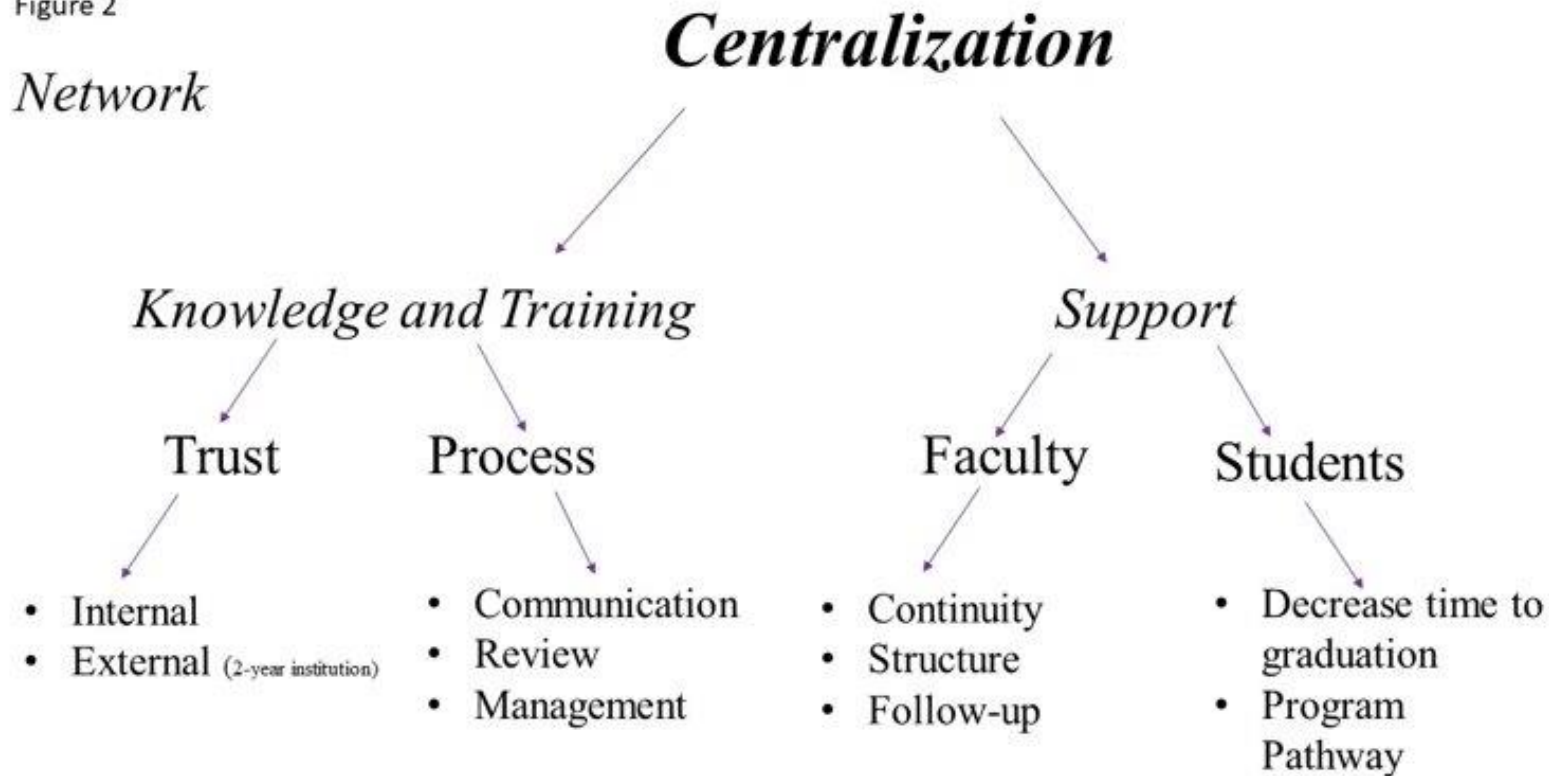 Figure 2
Centralization
Network
Knowledge and Training
Support
Trust
Process
Faculty
Students
• Internal
• External (2-year institution)
• Communication
• Review
• Management
• Continuity
• Structure
• Follow-up
• Decrease time to
graduation
• Program
Pathway